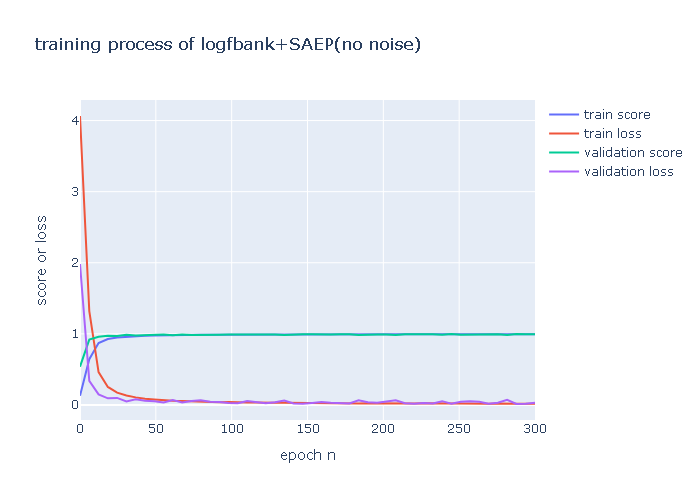 training process of logfbank+SAEP(no noise)
train score
train loss
validation score
validation loss
score or loss
4
3
2
1
0
0 50 100 150 200 250 300
epoch n